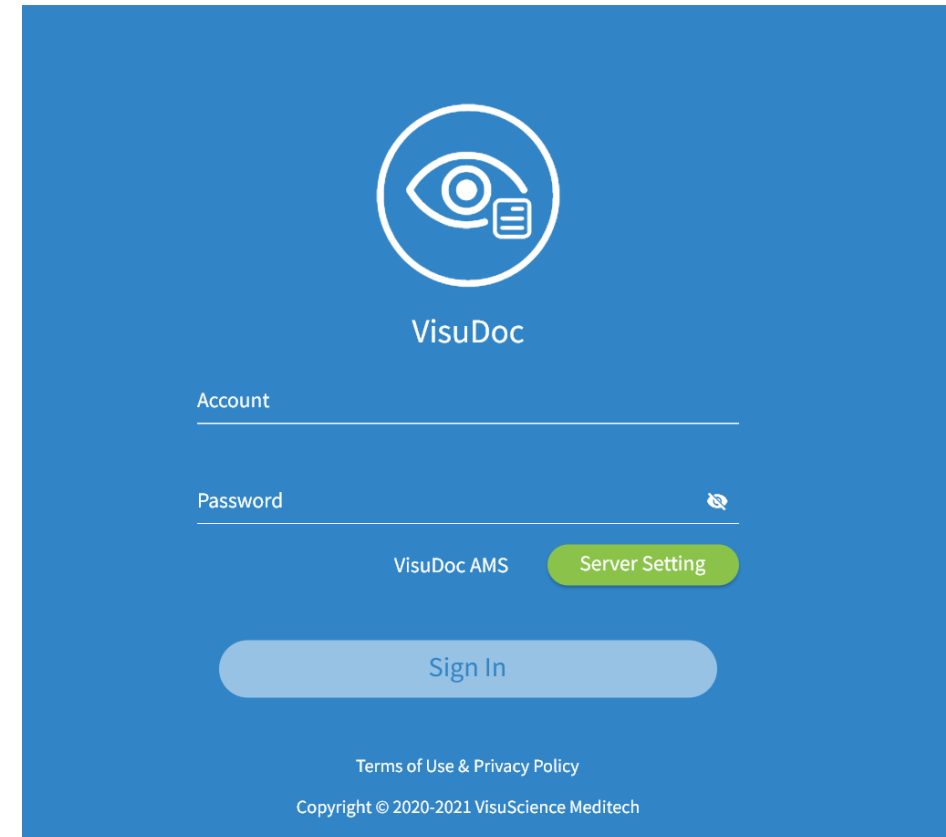 VisuDoc
Account
Password
VisuDoc AMS Server Setting
Sign In
Terms of Use & Privacy Policy
Copyright © 2020-2021 VisuScience Meditech